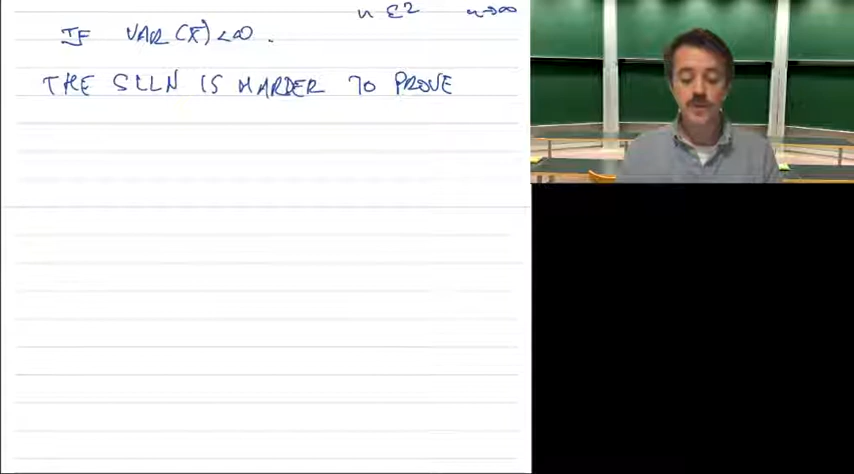 n ε² n→∞
IF VAR(X)<∞.
THE SLLN IS HARDER TO PROVE